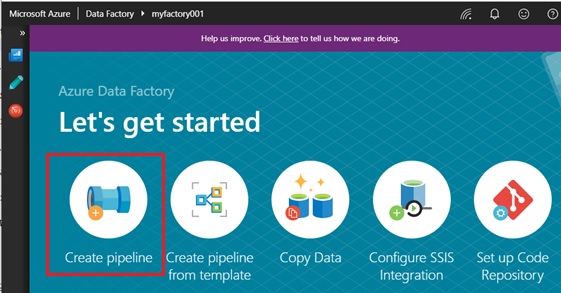 Microsoft Azure Data Factory ▸ myfactory001
»
Help us improve. Click here to tell us how we are doing.
Azure Data Factory
Let's get started
Create pipeline
Create pipeline
from template
Copy Data
Configure SSIS
Integration
Set up Code
Repository